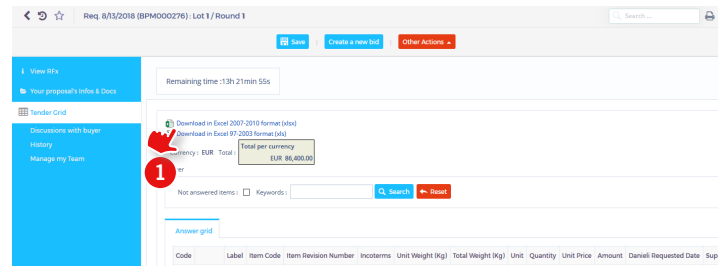 Req. 8/13/2018 (BPM000276) : Lot 1 / Round 1
Search ...
Save
Create a new bid
Other Actions
View RFx
Your proposal's Infos & Docs
Tender Grid
Discussions with buyer
History
Manage my Team
Remaining time :13h 21min 55s
Download in Excel 2007-2010 format (xlsx)
Download in Excel 97-2003 format (xls)
Currency : EUR Total :
Total per currency
EUR 86,400.00
1
Not answered items : Keywords :
Search
Reset
Answer grid
Code Label Item Code Item Revision Number Incoterms Unit Weight (Kg) Total Weight (Kg) Unit Quantity Unit Price Amount Danieli Requested Date Sup